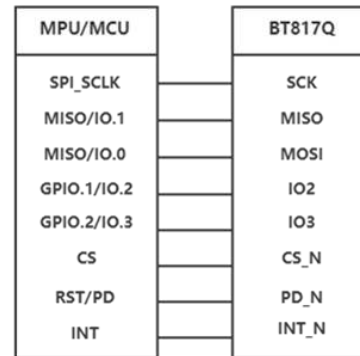 MPU/MCU BT817Q
SPI_SCLK SCK
MISO/IO.1 MISO
MISO/IO.0 MOSI
GPIO.1/IO.2 IO2
GPIO.2/IO.3 IO3
CS CS_N
RST/PD PD_N
INT INT_N